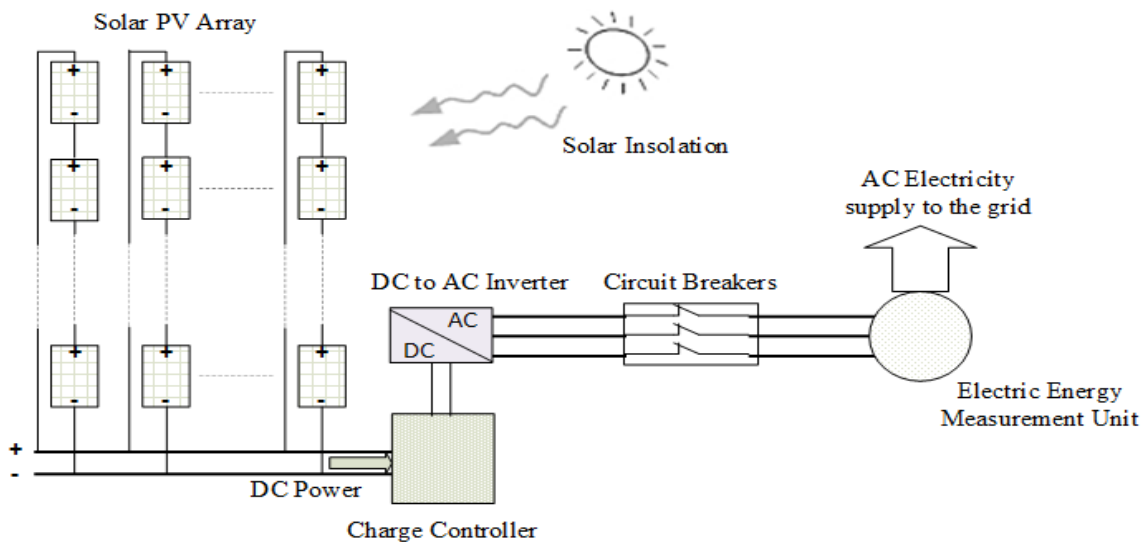 Solar PV Array
+ + +
- - -
Solar Insolation
+ + +
- - -
AC Electricity
supply to the grid
DC to AC Inverter
Circuit Breakers
AC
DC
+ + +
- - -
Electric Energy
Measurement Unit
+
-
DC Power
Charge Controller